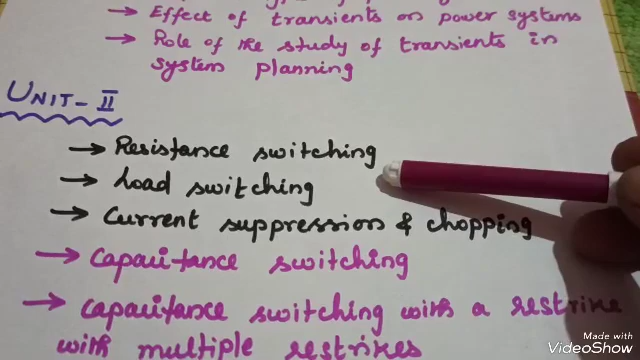 → Effect of transients on power systems
→ Role of the study of transients in
system planning
UNIT-II
→ Resistance switching
→ Load switching
→ Current suppression & chopping
→ Capacitance switching
→ Capacitance switching with a restrike
with multiple restrikes
Made with
VideoShow